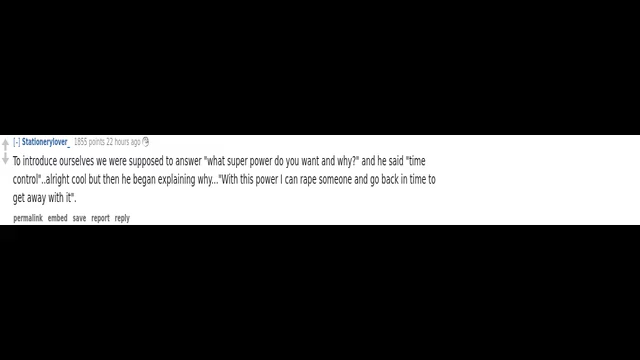 [-] Stationerylover_ 1855 points 22 hours ago
To introduce ourselves we were supposed to answer "what super power do you want and why?" and he said "time
control"..alright cool but then he began explaining why..."With this power I can rape someone and go back in time to
get away with it".
permalink embed save report reply